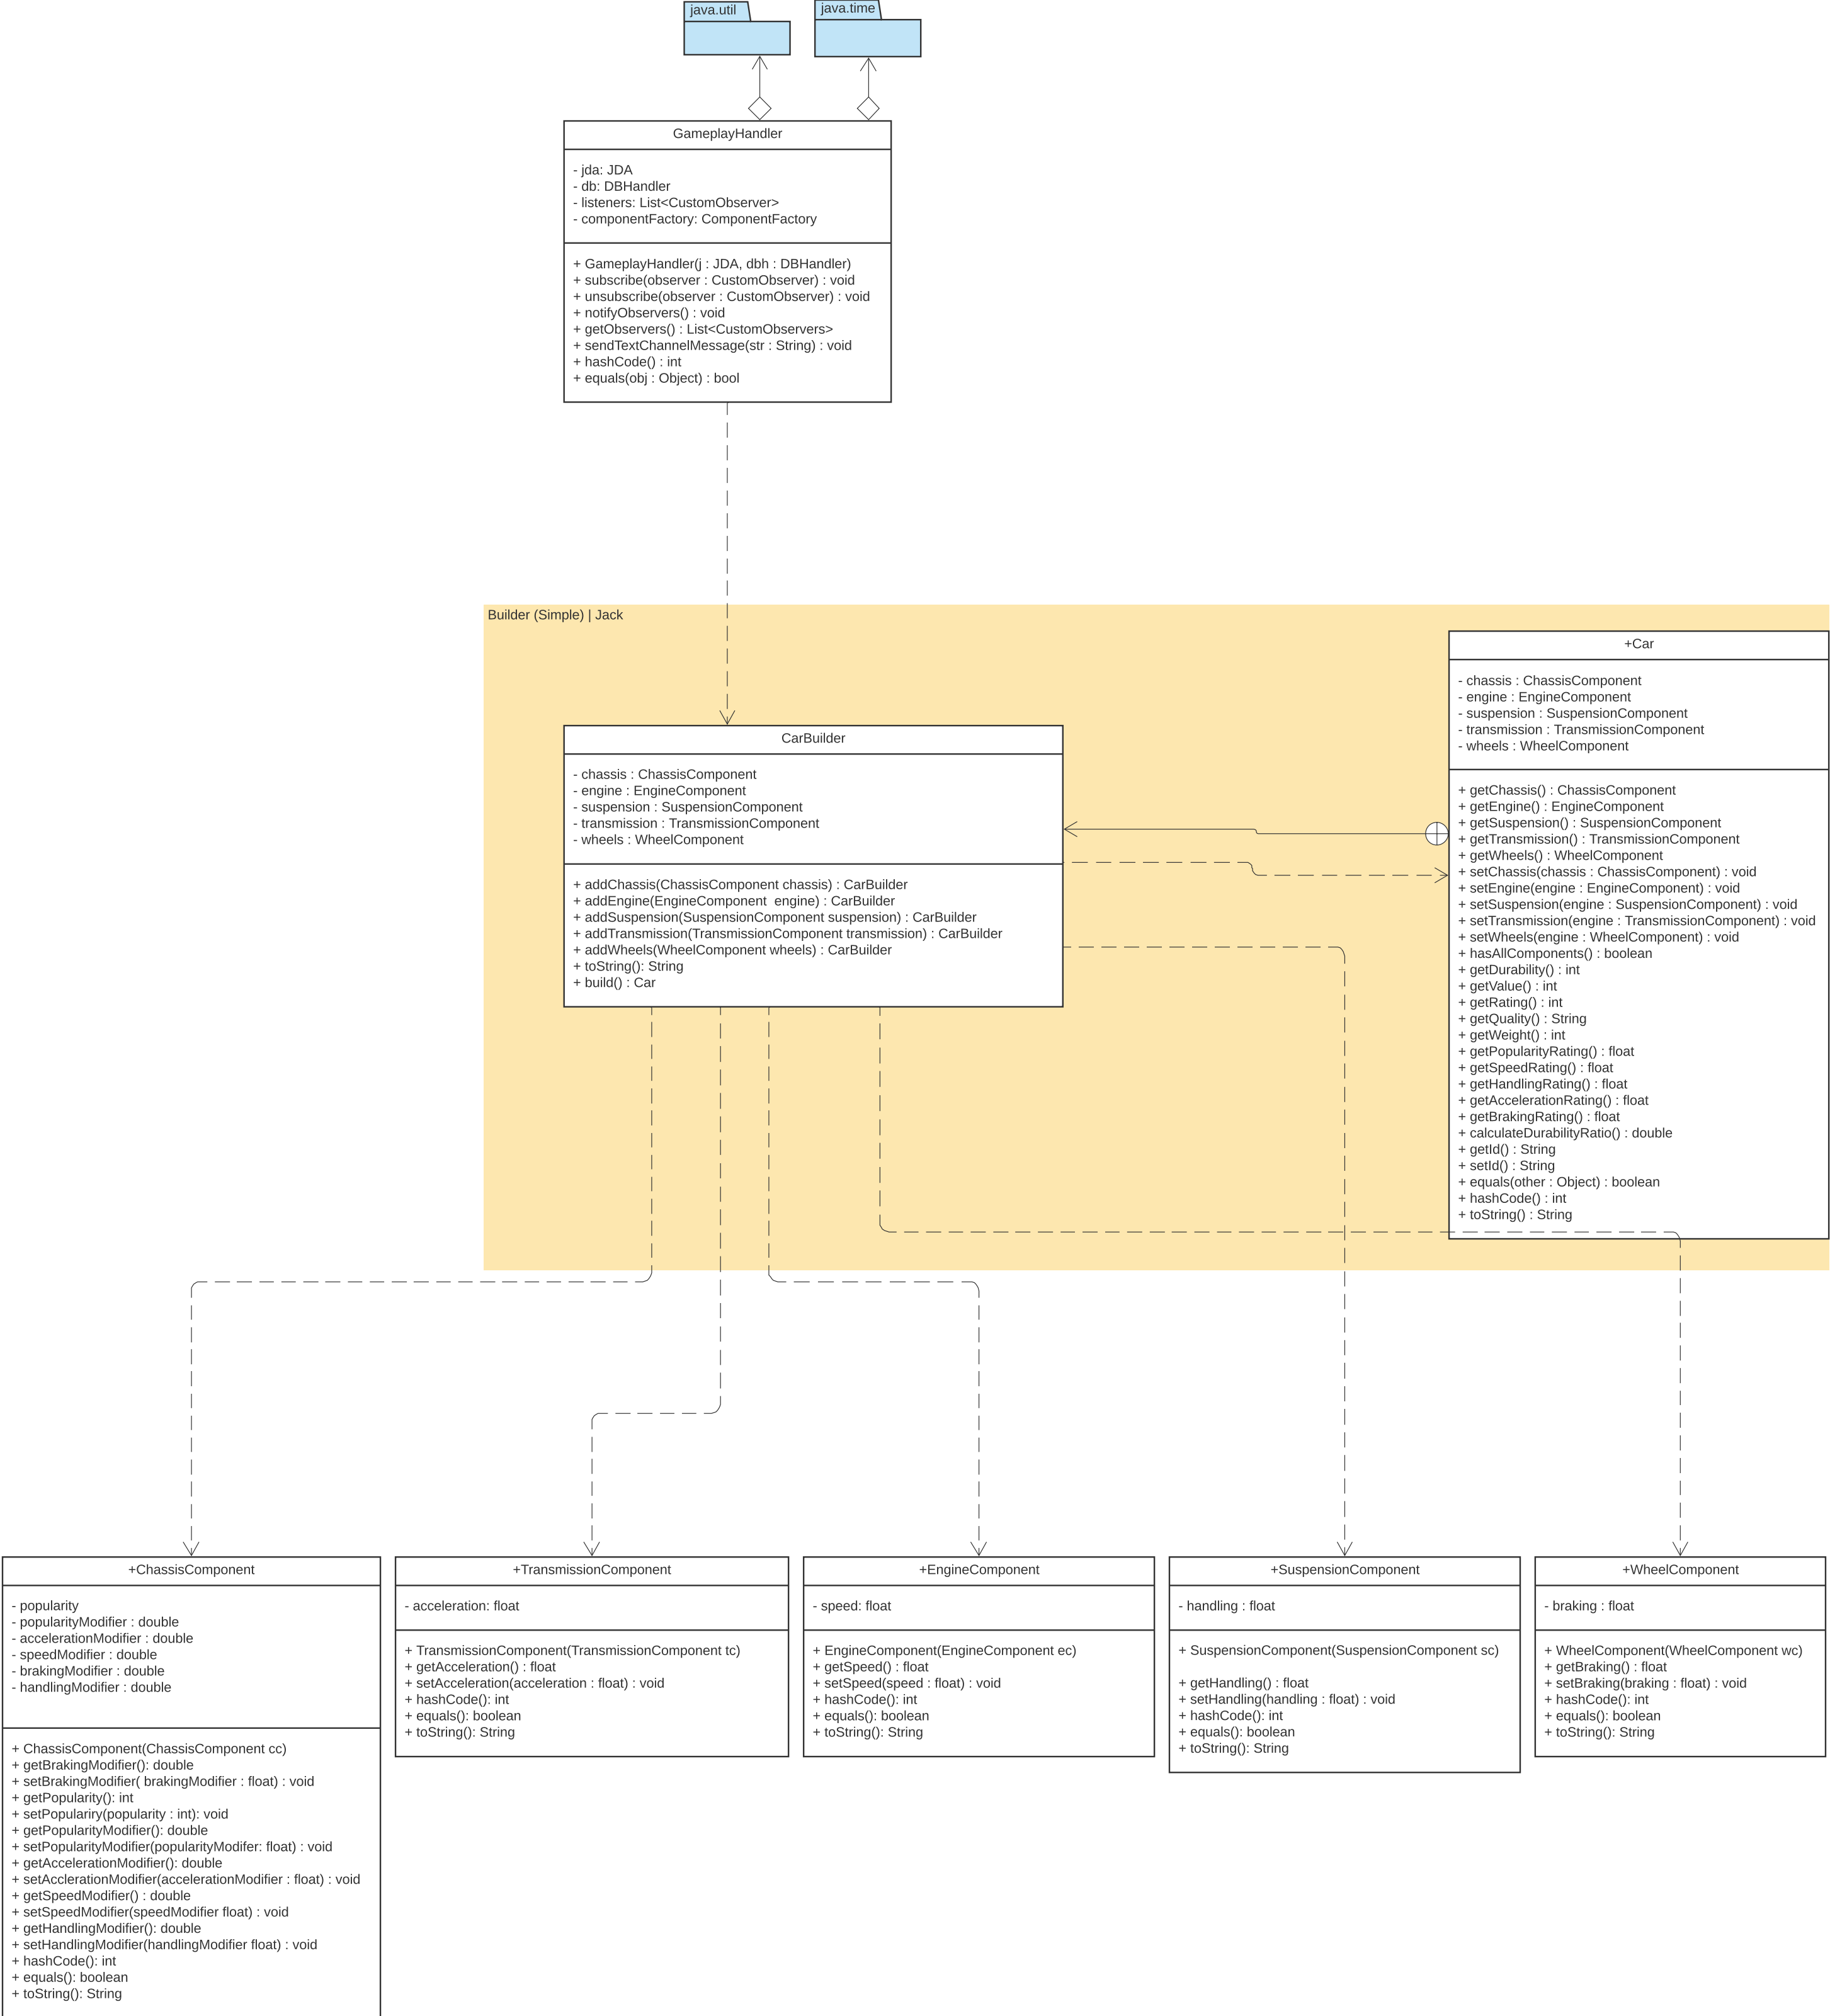 java.util
java.time
GameplayHandler
- jda: JDA
- db: DBHandler
- listeners: List<CustomObserver>
- componentFactory: ComponentFactory
+ GameplayHandler(j : JDA, dbh : DBHandler)
+ subscribe(observer : CustomObserver) : void
+ unsubscribe(observer : CustomObserver) : void
+ notifyObservers() : void
+ getObservers() : List<CustomObservers>
+ sendTextChannelMessage(str : String) : void
+ hashCode() : int
+ equals(obj : Object) : bool
Builder (Simple) | Jack
CarBuilder
- chassis : ChassisComponent
- engine : EngineComponent
- suspension : SuspensionComponent
- transmission : TransmissionComponent
- wheels : WheelComponent
+ addChassis(ChassisComponent chassis) : CarBuilder
+ addEngine(EngineComponent  engine) : CarBuilder
+ addSuspension(SuspensionComponent suspension) : CarBuilder
+ addTransmission(TransmissionComponent transmission) : CarBuilder
+ addWheels(WheelComponent wheels) : CarBuilder
+ toString(): String
+ build() : Car
+Car
- chassis : ChassisComponent
- engine : EngineComponent
- suspension : SuspensionComponent
- transmission : TransmissionComponent
- wheels : WheelComponent
+ getChassis() : ChassisComponent
+ getEngine() : EngineComponent
+ getSuspension() : SuspensionComponent
+ getTransmission() : TransmissionComponent
+ getWheels() : WheelComponent
+ setChassis(chassis : ChassisComponent) : void
+ setEngine(engine : EngineComponent) : void
+ setSuspension(engine : SuspensionComponent) : void
+ setTransmission(engine : TransmissionComponent) : void
+ setWheels(engine : WheelComponent) : void
+ hasAllComponents() : boolean
+ getDurability() : int
+ getValue() : int
+ getRating() : int
+ getQuality() : String
+ getWeight() : int
+ getPopularityRating() : float
+ getSpeedRating() : float
+ getHandlingRating() : float
+ getAccelerationRating() : float
+ getBrakingRating() : float
+ calculateDurabilityRatio() : double
+ getId() : String
+ setId() : String
+ equals(other : Object) : boolean
+ hashCode() : int
+ toString() : String
+ChassisComponent
- popularity
- popularityModifier : double
- accelerationModifier : double
- speedModifier : double
- brakingModifier : double
- handlingModifier : double
+ ChassisComponent(ChassisComponent cc)
+ getBrakingModifier(): double
+ setBrakingModifier( brakingModifier : float) : void
+ getPopularity(): int
+ setPopulariry(popularity : int): void
+ getPopularityModifier(): double
+ setPopularityModifier(popularityModifer: float) : void
+ getAccelerationModifier(): double
+ setAcclerationModifier(accelerationModifier : float) : void
+ getSpeedModifier() : double
+ setSpeedModifier(speedModifier float) : void
+ getHandlingModifier(): double
+ setHandlingModifier(handlingModifier float) : void
+ hashCode(): int
+ equals(): boolean
+ toString(): String
+TransmissionComponent
- acceleration: float
+ TransmissionComponent(TransmissionComponent tc)
+ getAcceleration() : float
+ setAcceleration(acceleration : float) : void
+ hashCode(): int
+ equals(): boolean
+ toString(): String
+EngineComponent
- speed: float
+ EngineComponent(EngineComponent ec)
+ getSpeed() : float
+ setSpeed(speed : float) : void
+ hashCode(): int
+ equals(): boolean
+ toString(): String
+SuspensionComponent
- handling : float
+ SuspensionComponent(SuspensionComponent sc)
+ getHandling() : float
+ setHandling(handling : float) : void
+ hashCode(): int
+ equals(): boolean
+ toString(): String
+WheelComponent
- braking : float
+ WheelComponent(WheelComponent wc)
+ getBraking() : float
+ setBraking(braking : float) : void
+ hashCode(): int
+ equals(): boolean
+ toString(): String